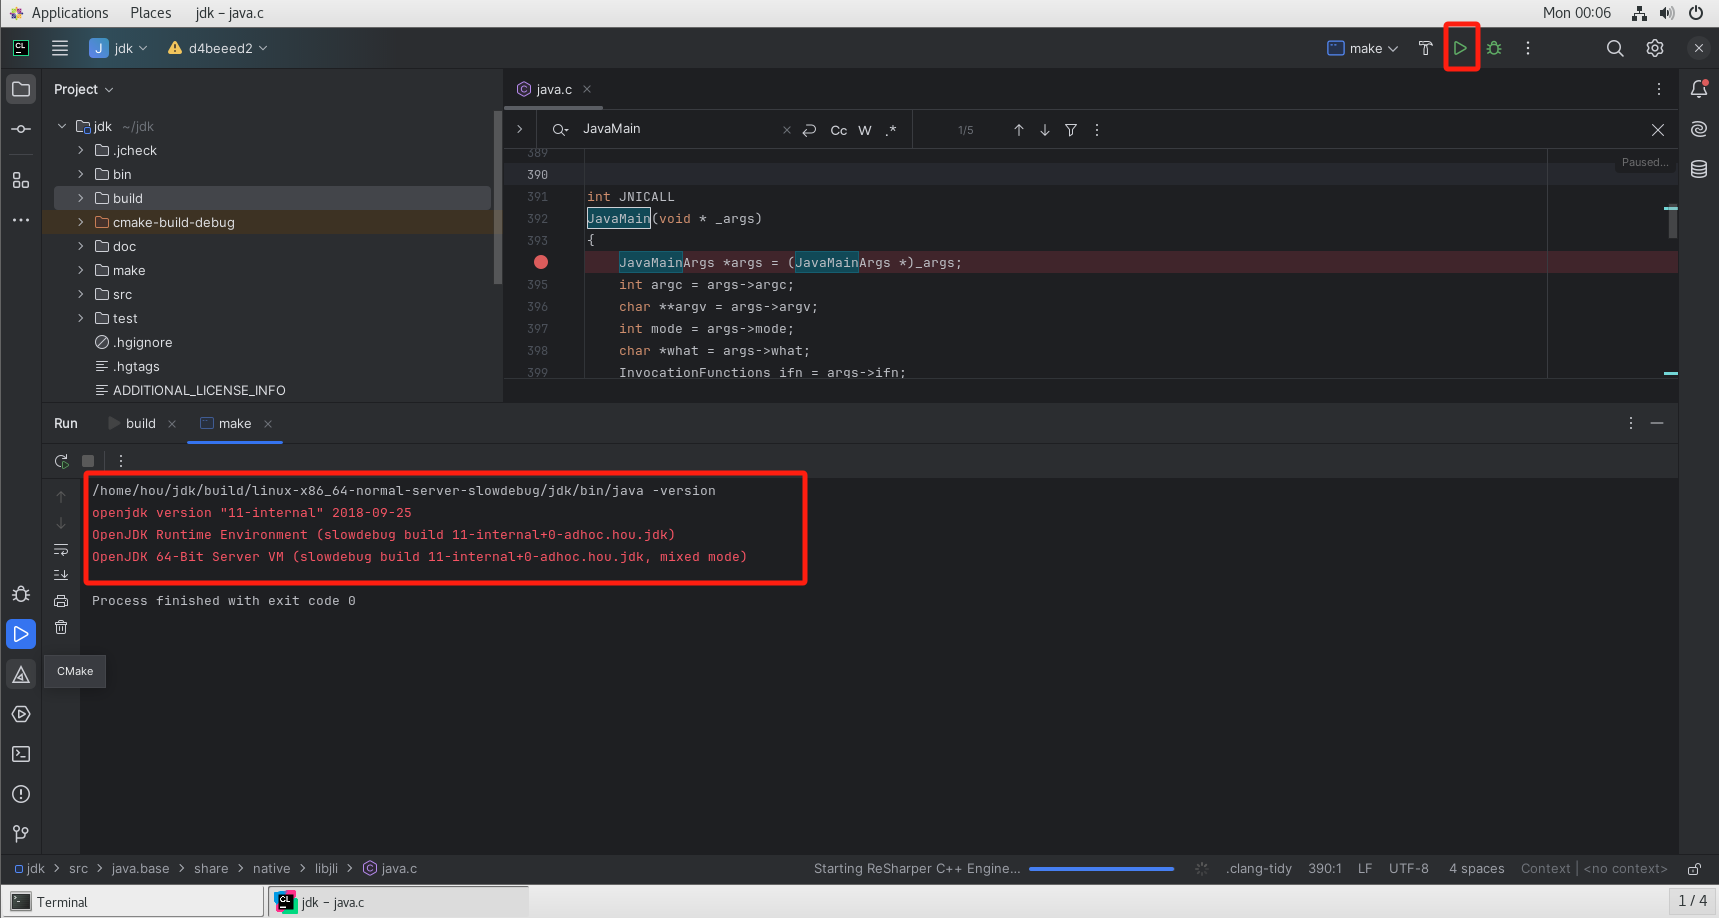 Applications Places jdk – java.c Mon 00:06
CL J jdk d4beeed2 make
Project
jdk ~/jdk
.jcheck
bin
build
cmake-build-debug
doc
make
src
test
.hgignore
.hgtags
ADDITIONAL_LICENSE_INFO
java.c
JavaMain Cc W .* 1/5
Paused...
389
390
391 int JNICALL
392 JavaMain(void * _args)
393 {
JavaMainArgs *args = (JavaMainArgs *)_args;
395 int argc = args->argc;
396 char **argv = args->argv;
397 int mode = args->mode;
398 char *what = args->what;
399 InvocationFunctions ifn = args->ifn;
Run build make
/home/hou/jdk/build/linux-x86_64-normal-server-slowdebug/jdk/bin/java -version
openjdk version "11-internal" 2018-09-25
OpenJDK Runtime Environment (slowdebug build 11-internal+0-adhoc.hou.jdk)
OpenJDK 64-Bit Server VM (slowdebug build 11-internal+0-adhoc.hou.jdk, mixed mode)
Process finished with exit code 0
CMake
jdk > src > java.base > share > native > libjli > java.c Starting ReSharper C++ Engine... .clang-tidy 390:1 LF UTF-8 4 spaces Context | <no context>
Terminal CL jdk – java.c 1 / 4